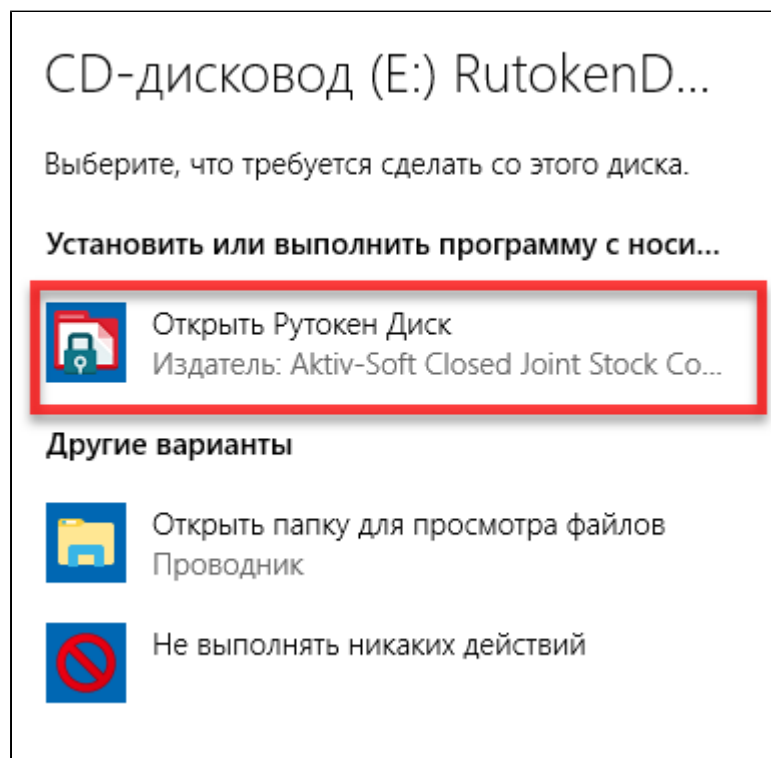 CD-дисковод (E:) RutokenD...
Выберите, что требуется сделать со этого диска.
Установить или выполнить программу с носи...
Открыть Рутокен Диск
Издатель: Aktiv-Soft Closed Joint Stock Co...
Другие варианты
Открыть папку для просмотра файлов
Проводник
Не выполнять никаких действий